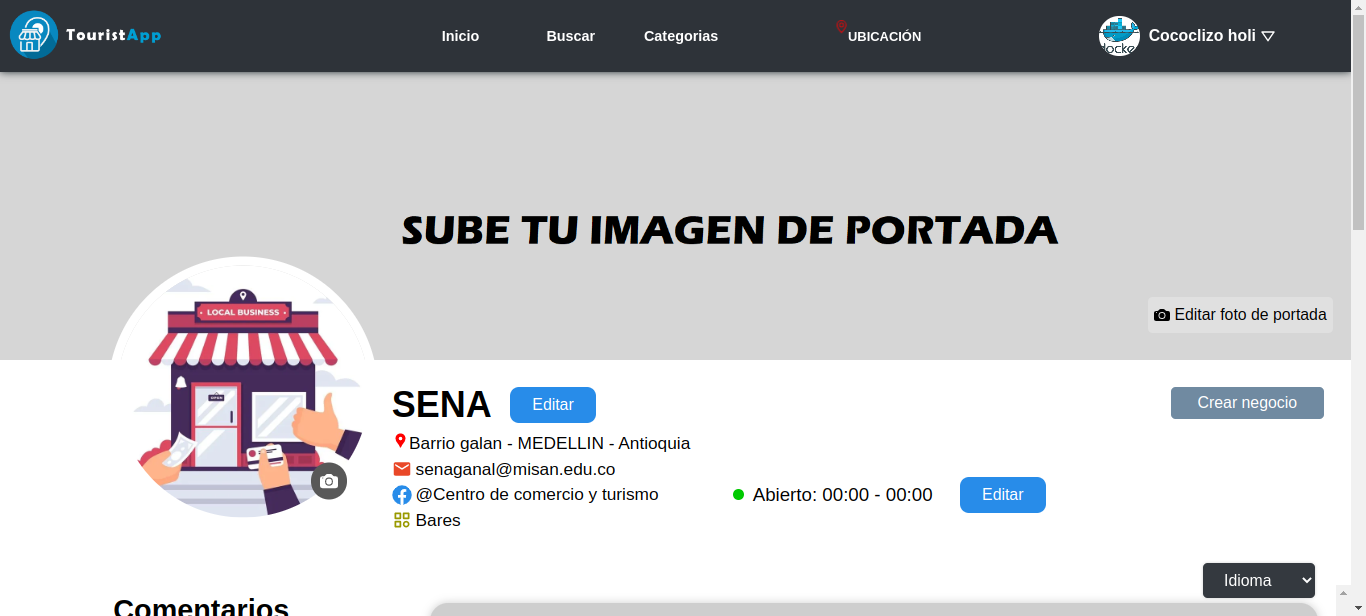 TouristApp
Inicio
Buscar
Categorias
UBICACIÓN
docke
Cococlizo holi
SUBE TU IMAGEN DE PORTADA
Editar foto de portada
LOCAL BUSINESS
OPEN
SENA
Editar
Crear negocio
Barrio galan - MEDELLIN - Antioquia
senaganal@misan.edu.co
@Centro de comercio y turismo
Abierto: 00:00 - 00:00
Editar
Bares
Idioma
Comentarios